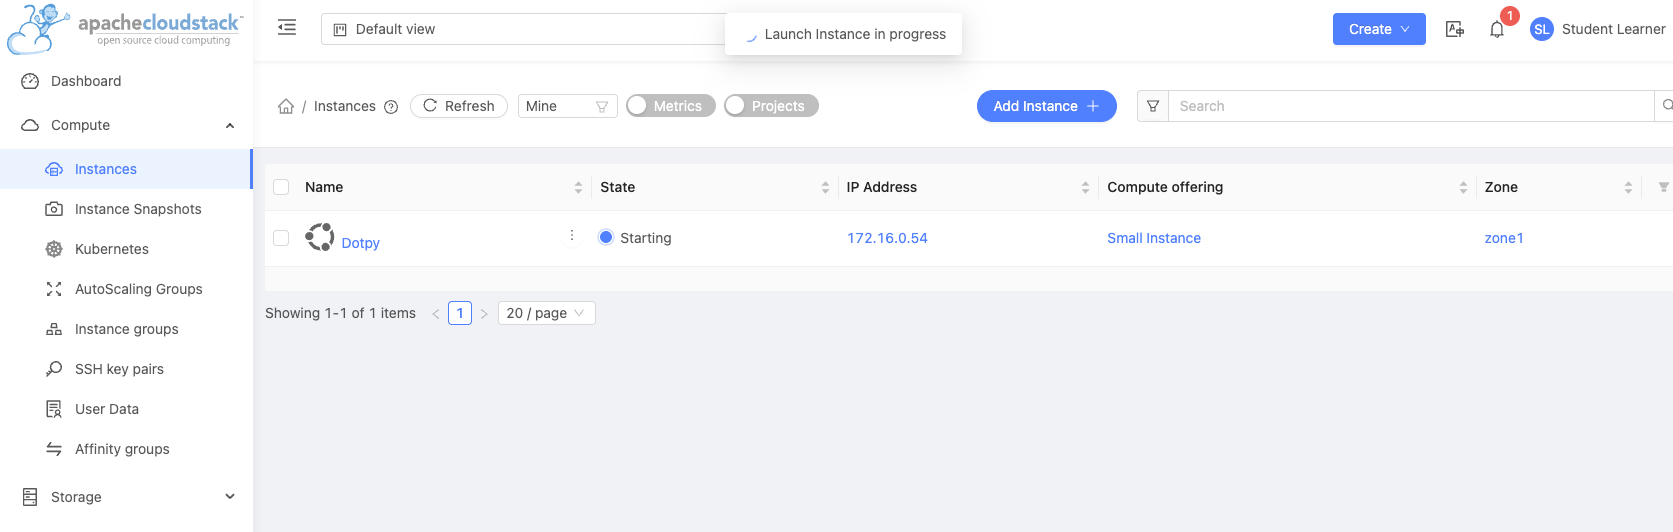 apachecloudstack™
open source cloud computing
Default view
Launch Instance in progress
Create
1
SL
Student Learner
Dashboard
Compute
Instances
Instance Snapshots
Kubernetes
AutoScaling Groups
Instance groups
SSH key pairs
User Data
Affinity groups
Storage
/ Instances
Refresh
Mine
Metrics
Projects
Add Instance +
Search
Name State IP Address Compute offering Zone
Dotpy Starting 172.16.0.54 Small Instance zone1
Showing 1-1 of 1 items < 1 > 20 / page